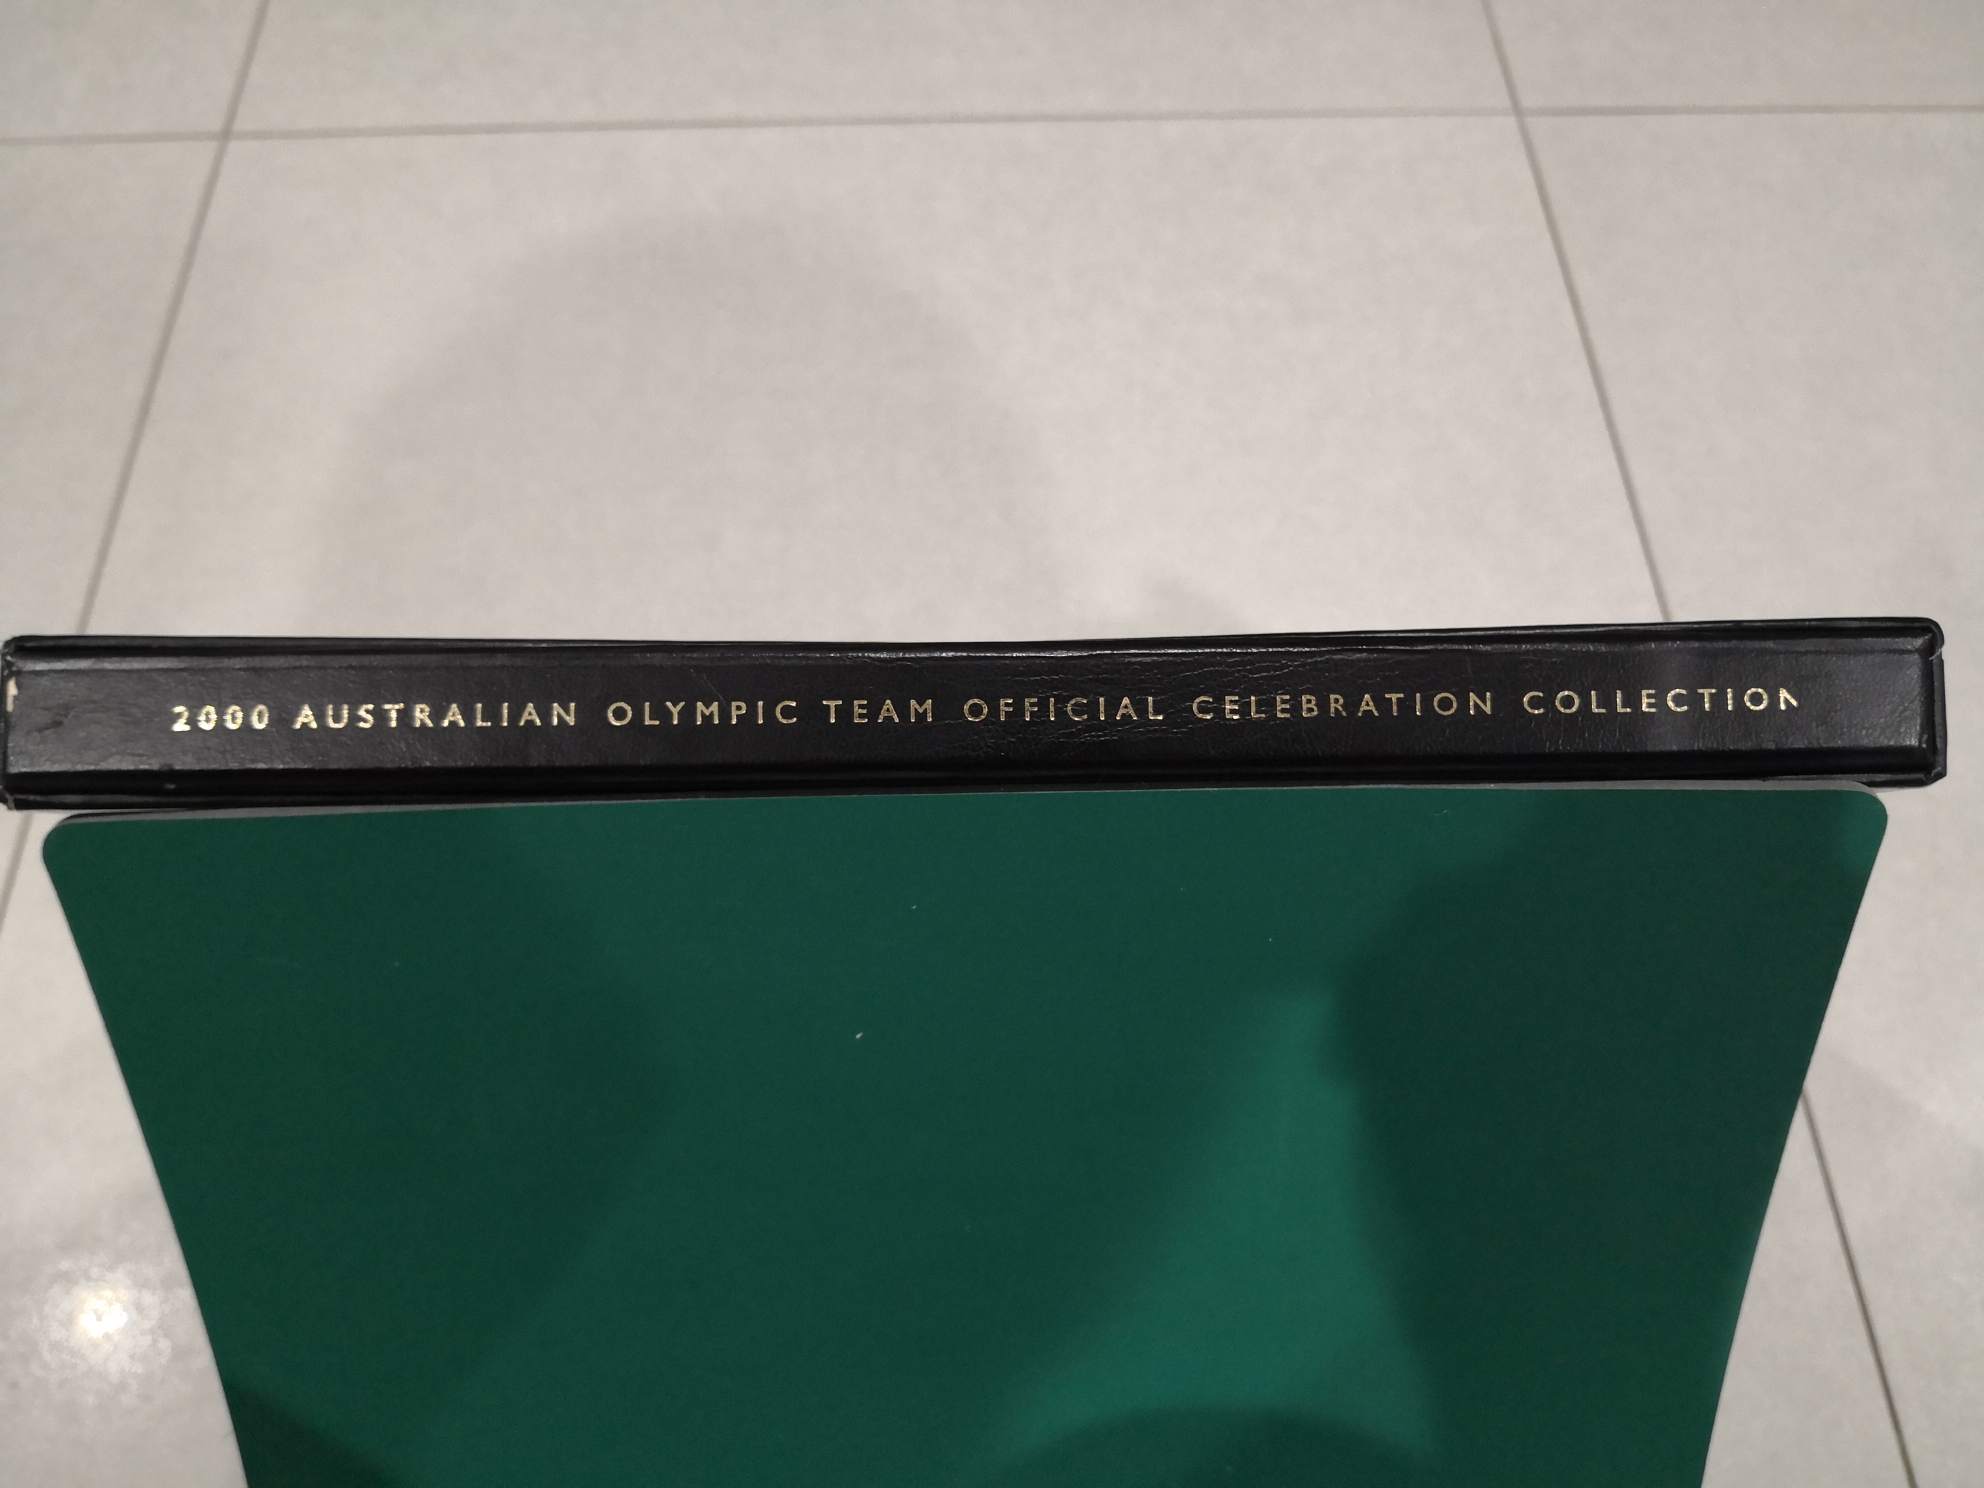 2000 AUSTRALIAN OLYMPIC TEAM OFFICIAL CELEBRATION COLLECTION